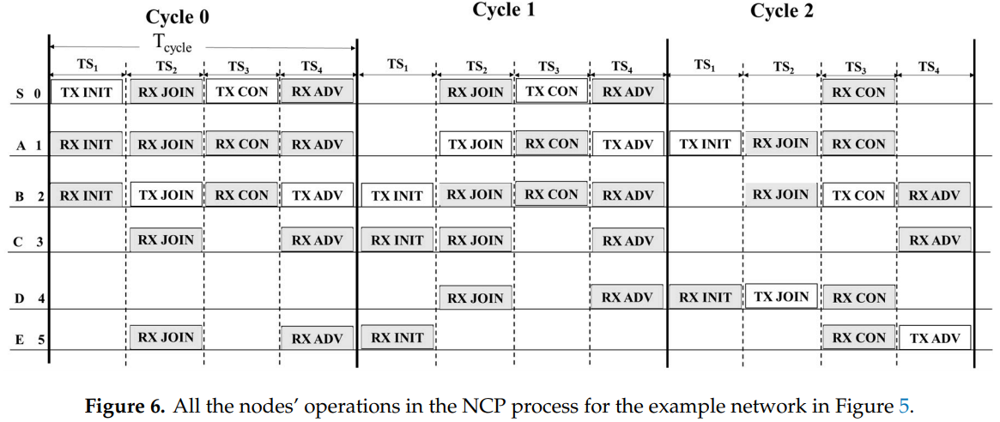 Cycle 0 Cycle 1 Cycle 2
Tcycle
TS1 TS2 TS3 TS4 TS1 TS2 TS3 TS4 TS1 TS2 TS3 TS4
S 0 TX INIT RX JOIN TX CON RX ADV RX JOIN TX CON RX ADV RX CON
A 1 RX INIT RX JOIN RX CON RX ADV TX JOIN RX CON TX ADV TX INIT RX JOIN RX CON
B 2 RX INIT TX JOIN RX CON TX ADV TX INIT RX JOIN RX CON RX ADV RX JOIN TX CON RX ADV
C 3 RX JOIN RX ADV RX INIT RX JOIN RX ADV RX ADV
D 4 RX JOIN RX ADV RX INIT TX JOIN RX CON
E 5 RX JOIN RX ADV RX INIT RX CON TX ADV
Figure 6. All the nodes’ operations in the NCP process for the example network in Figure 5.